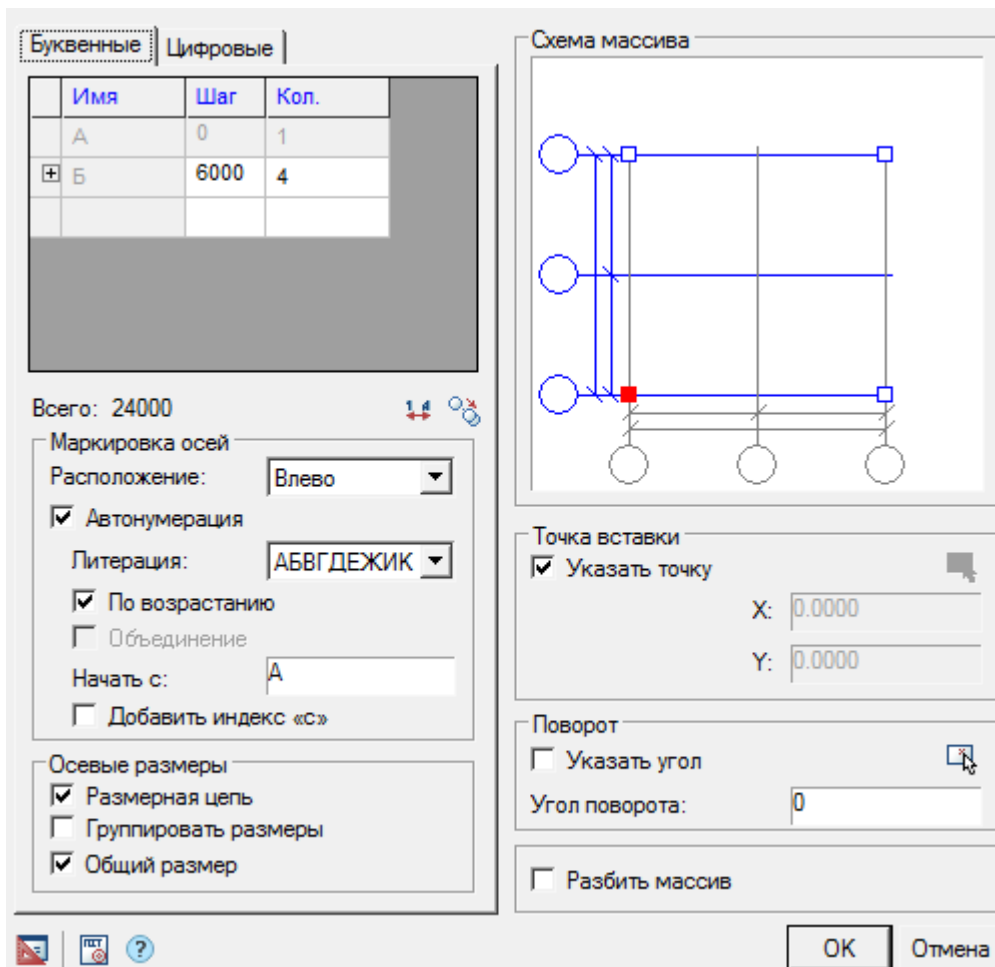 Буквенные Цифровые
Имя Шаг Кол.
А 0 1
Б 6000 4
Всего: 24000
Маркировка осей
Расположение: Влево
Автонумерация
Литерация: АБВГДЕЖИК
По возрастанию
Объединение
Начать с: А
Добавить индекс «с»
Осевые размеры
Размерная цепь
Группировать размеры
Общий размер
Схема массива
Точка вставки
Указать точку
X: 0.0000
Y: 0.0000
Поворот
Указать угол
Угол поворота: 0
Разбить массив
OK Отмена